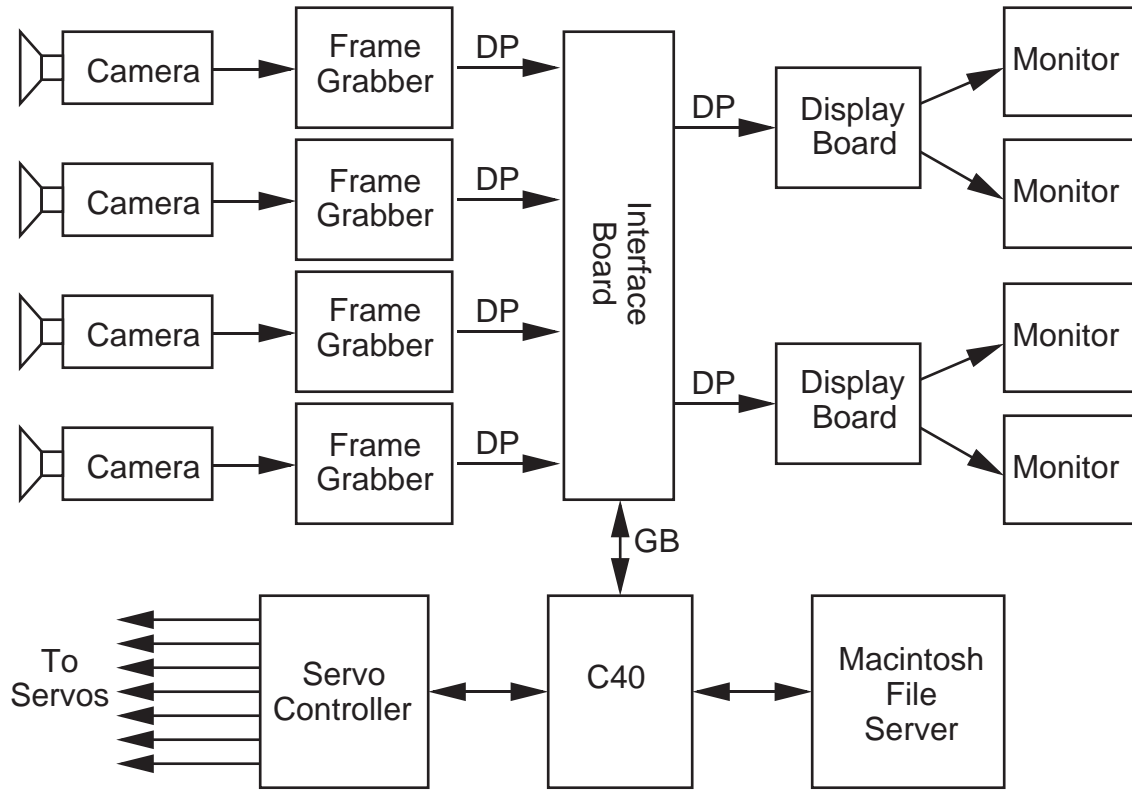 Camera
Frame
Grabber
DP
Camera
Frame
Grabber
DP
Camera
Frame
Grabber
DP
Camera
Frame
Grabber
DP
Interface
Board
DP
Display
Board
Monitor
Monitor
DP
Display
Board
Monitor
Monitor
GB
To
Servos
Servo
Controller
C40
Macintosh
File
Server